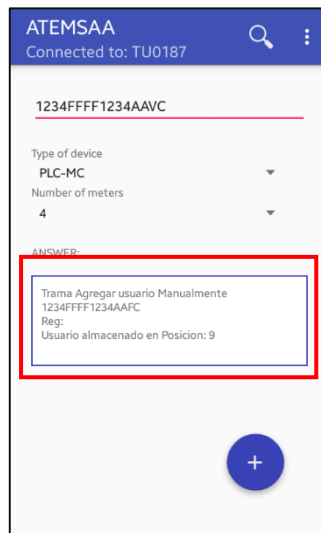 ATEMSAA
Connected to: TU0187
1234FFFF1234AAVC
Type of device
PLC-MC
Number of meters
4
ANSWER:
Trama Agregar usuario Manualmente
1234FFFF1234AAFC
Reg:
Usuario almacenado en Posicion: 9
+